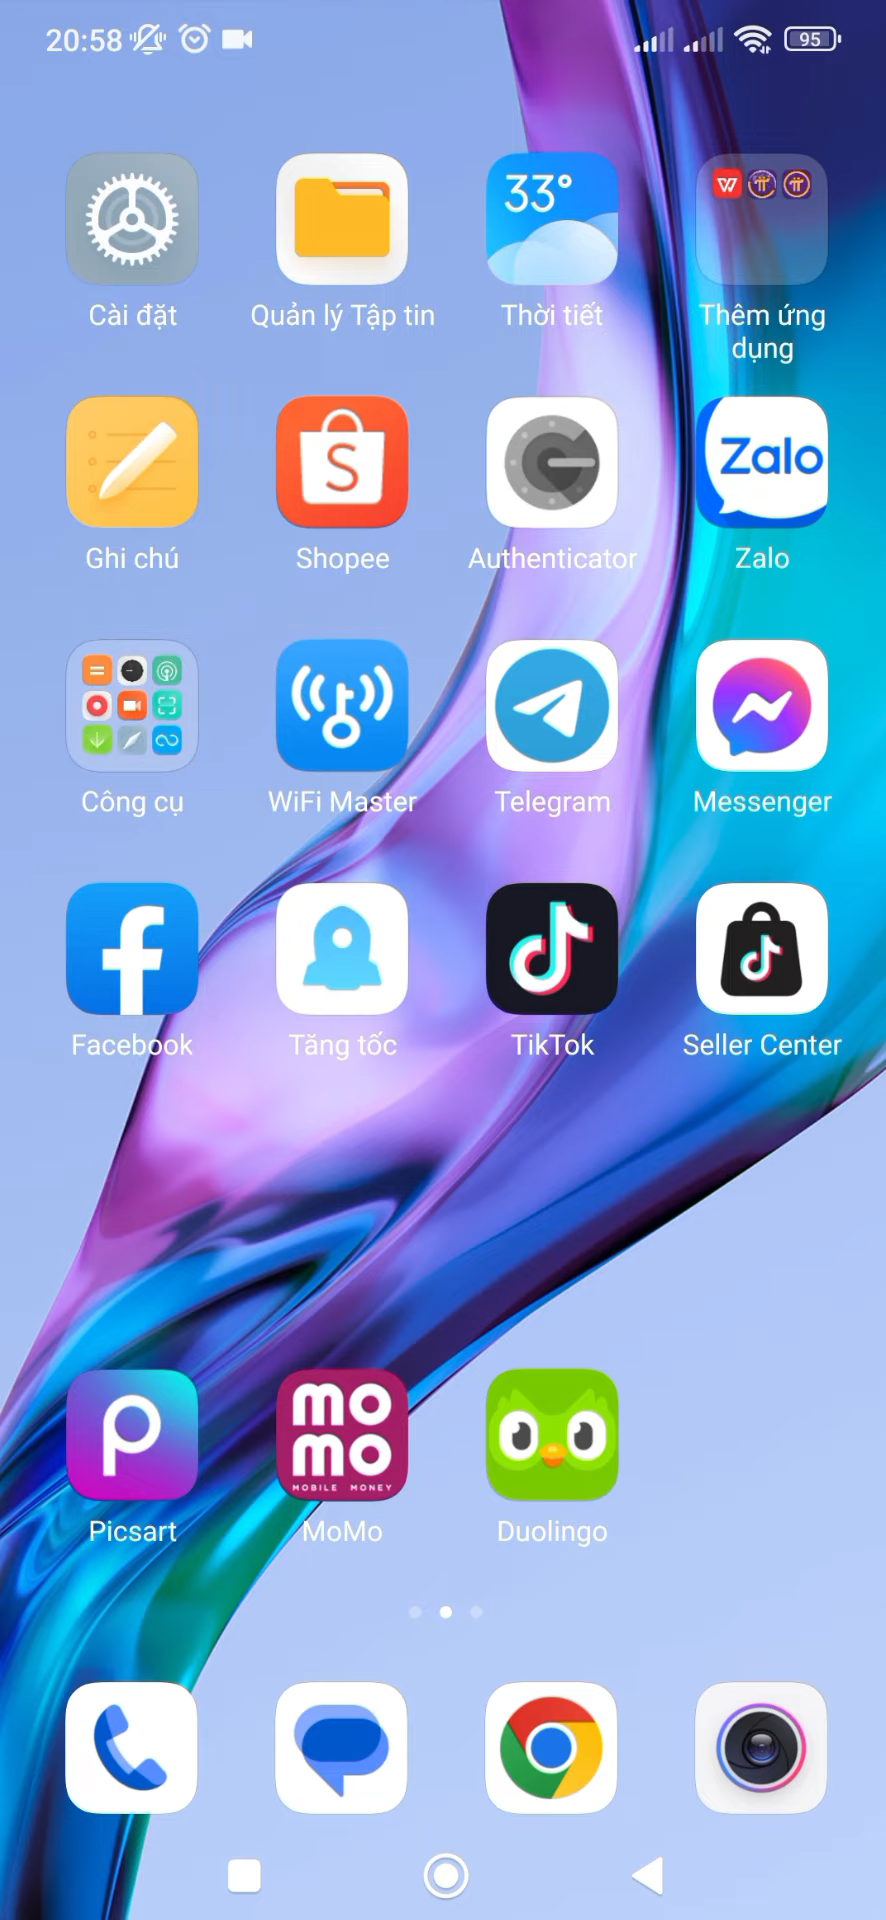 20:58
95
33°
Cài đặt
Quản lý Tập tin
Thời tiết
Thêm ứng
dụng
Zalo
Ghi chú
Shopee
Authenticator
Zalo
Công cụ
WiFi Master
Telegram
Messenger
Facebook
Tăng tốc
TikTok
Seller Center
mo
mo
MOBILE MONEY
Picsart
MoMo
Duolingo